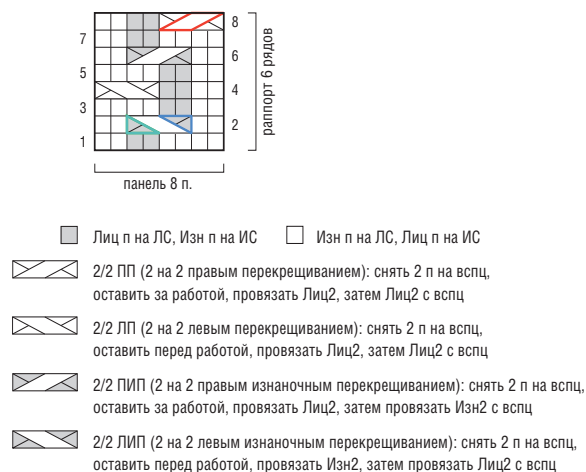 8
7
6
5
4
3
2
1
раппорт 6 рядов
панель 8 п.
Лиц п на ЛС, Изн п на ИС Изн п на ЛС, Лиц п на ИС
2/2 ПП (2 на 2 правым перекрещиванием): снять 2 п на вспц,
оставить за работой, провязать Лиц2, затем Лиц2 с вспц
2/2 ЛП (2 на 2 левым перекрещиванием): снять 2 п на вспц,
оставить перед работой, провязать Лиц2, затем Лиц2 с вспц
2/2 ПИП (2 на 2 правым изнаночным перекрещиванием): снять 2 п на вспц,
оставить за работой, провязать Лиц2, затем провязать Изн2 с вспц
2/2 ЛИП (2 на 2 левым изнаночным перекрещиванием): снять 2 п на вспц,
оставить перед работой, провязать Изн2, затем провязать Лиц2 с вспц